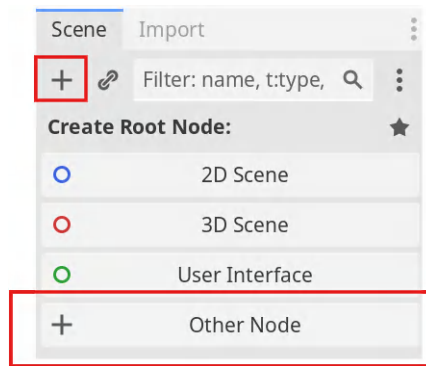 Scene Import
Filter: name, t:type,
Create Root Node:
2D Scene
3D Scene
User Interface
Other Node